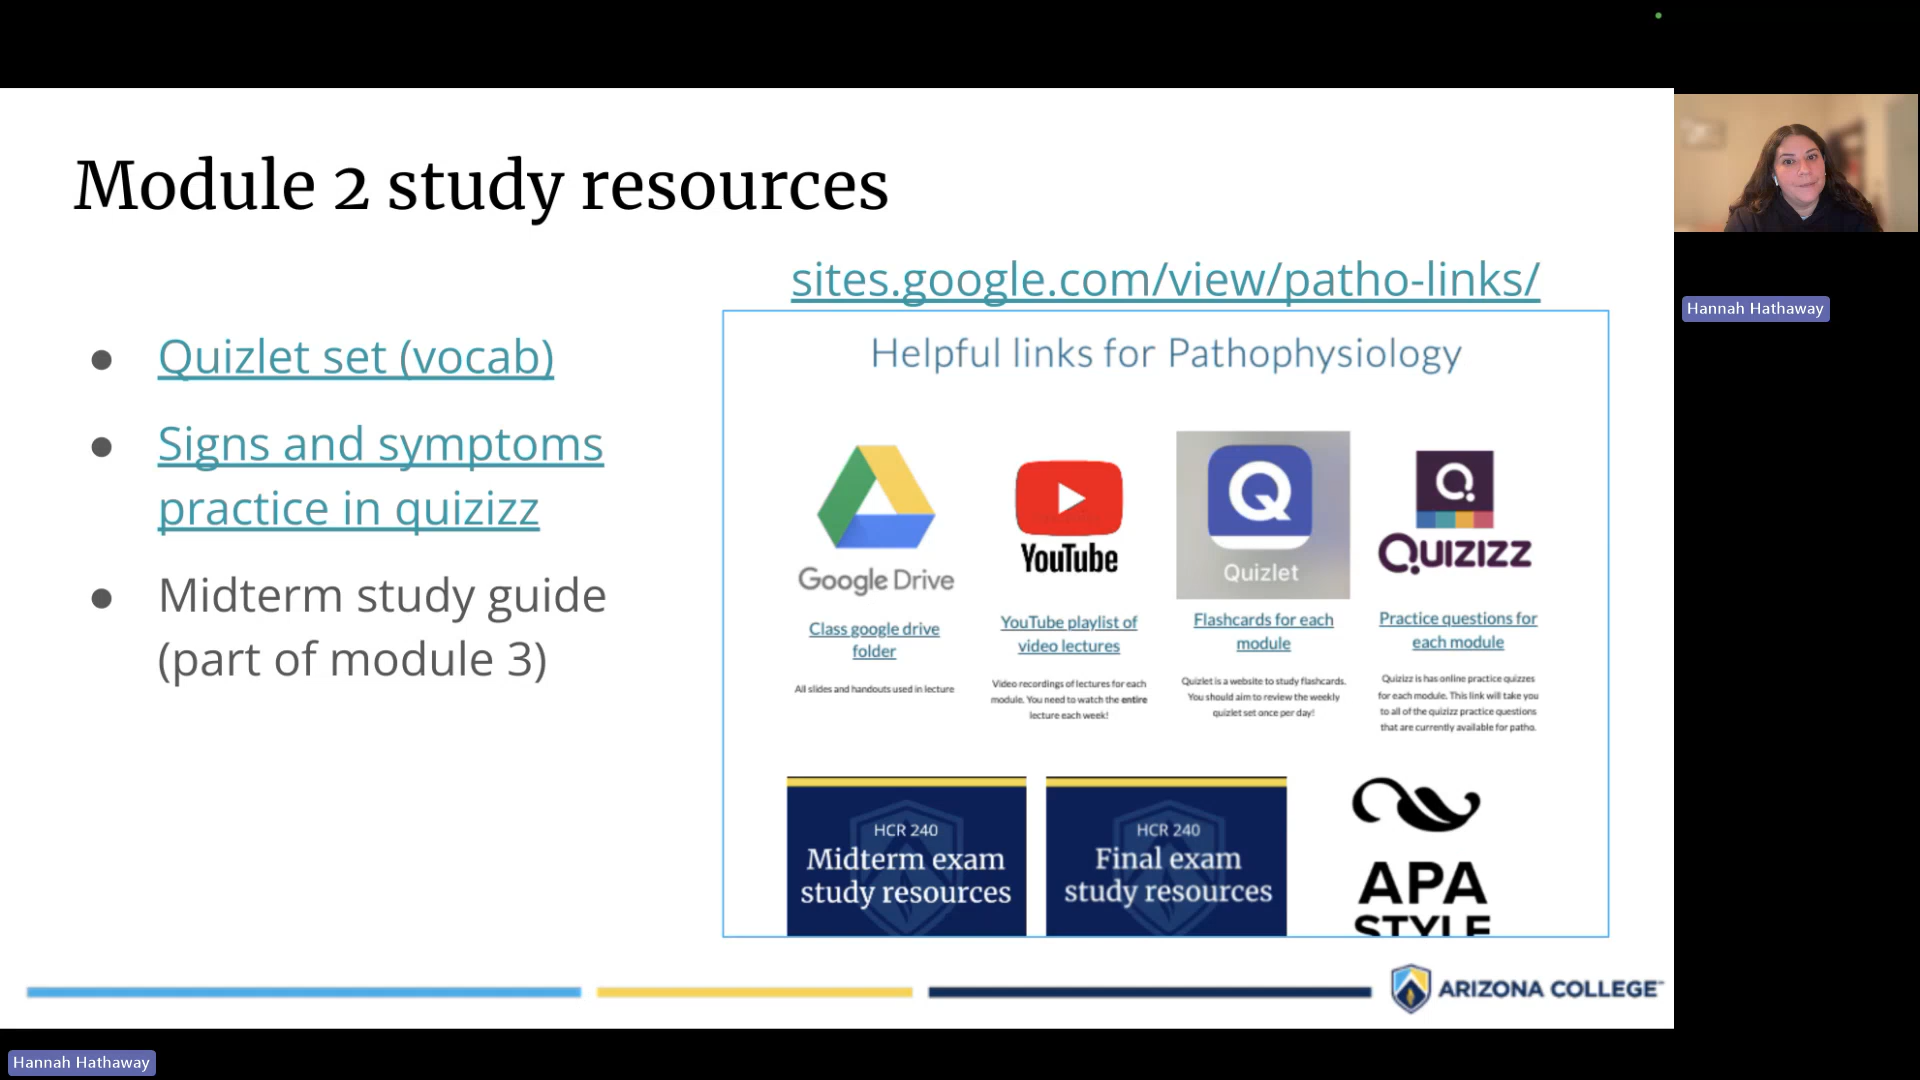 Module 2 study resources
sites.google.com/view/patho-links/
● Quizlet set (vocab)
● Signs and symptoms
practice in quizizz
● Midterm study guide
(part of module 3)
Helpful links for Pathophysiology
Google Drive
Class google drive
folder
All slides and handouts used in lecture
YouTube
YouTube playlist of
video lectures
Video recordings of lectures for each
module. You need to watch the entire
lecture each week!
Quizlet
Flashcards for each
module
Quizlet is a website to study flashcards.
You should aim to review the weekly
quizlet set once per day!
QUIZIZZ
Practice questions for
each module
Quizizz has online practice quizzes
for each module. This link will take you
to all of the quizizz practice questions
that are currently available for patho.
HCR 240
Midterm exam
study resources
HCR 240
Final exam
study resources
APA
STYLE
ARIZONA COLLEGE
Hannah Hathaway
Hannah Hathaway